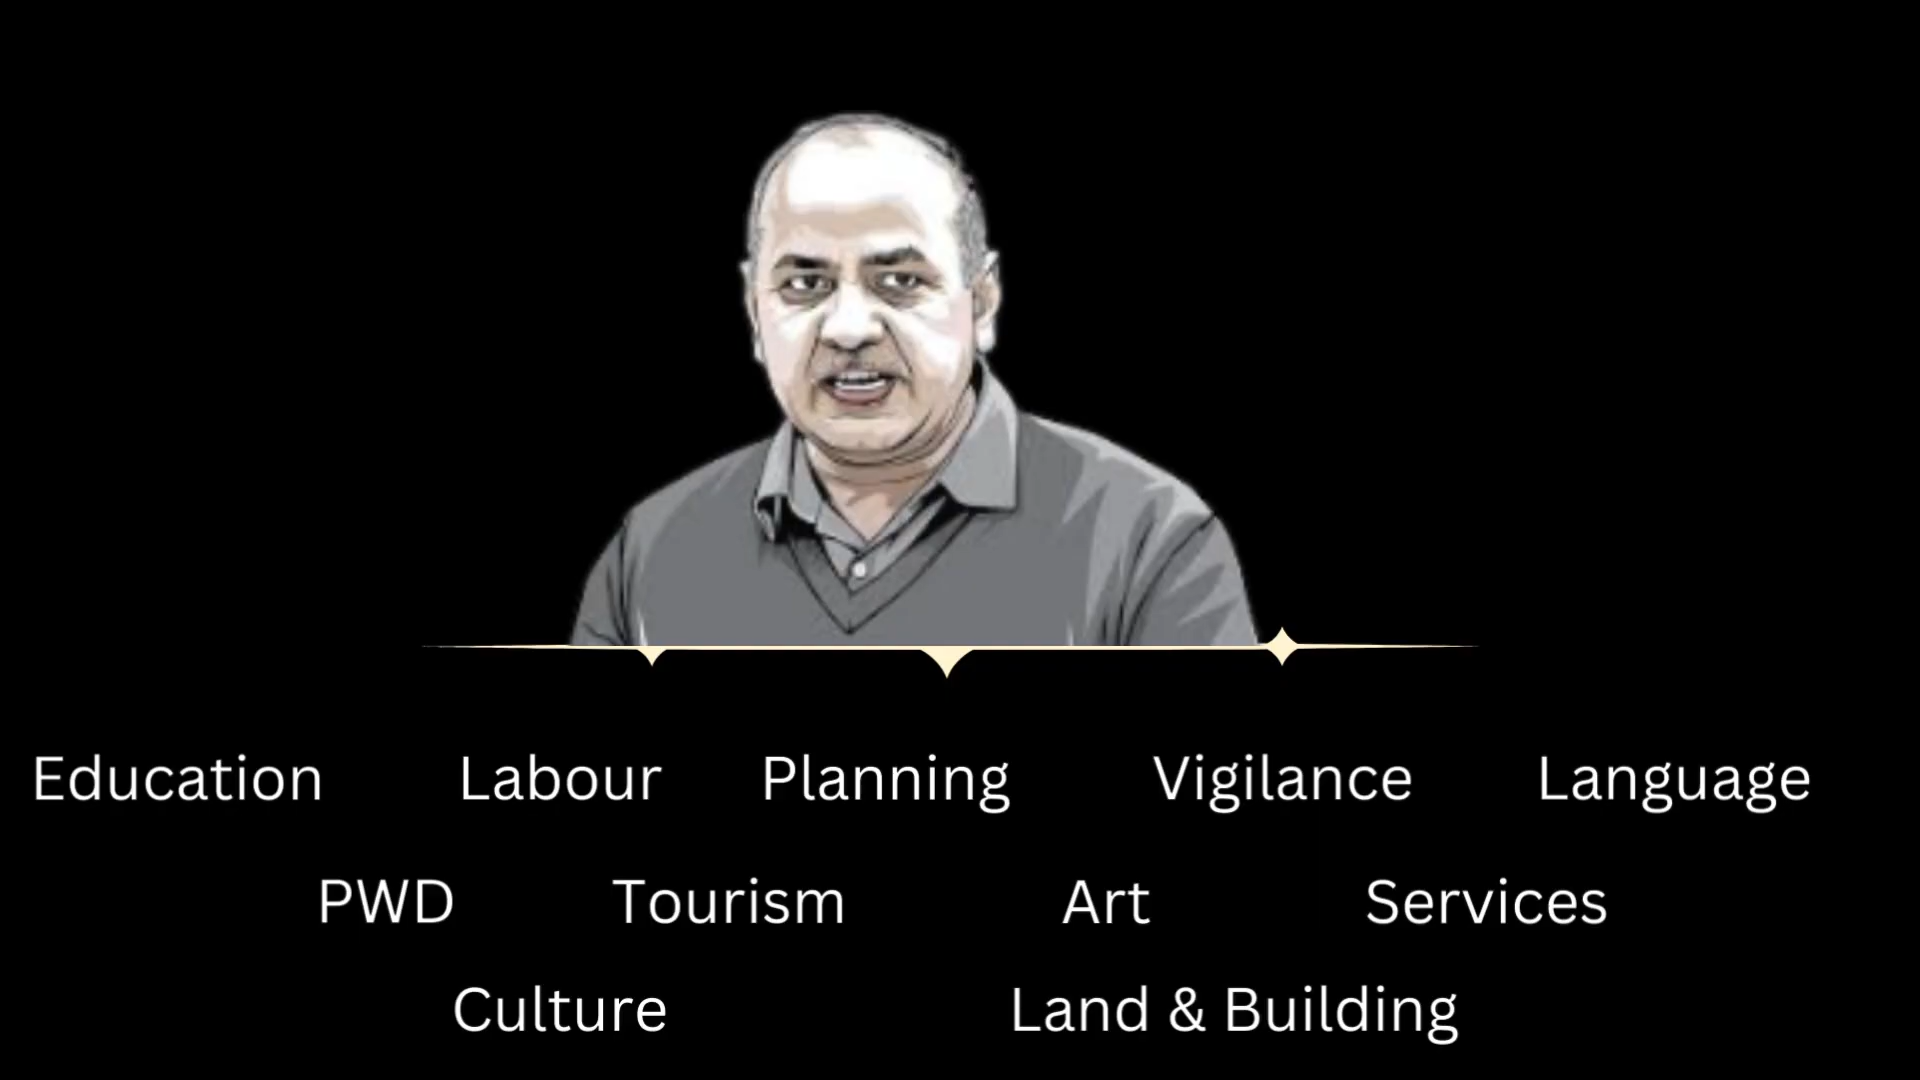 Education Labour Planning Vigilance Language
PWD Tourism Art Services
Culture Land & Building